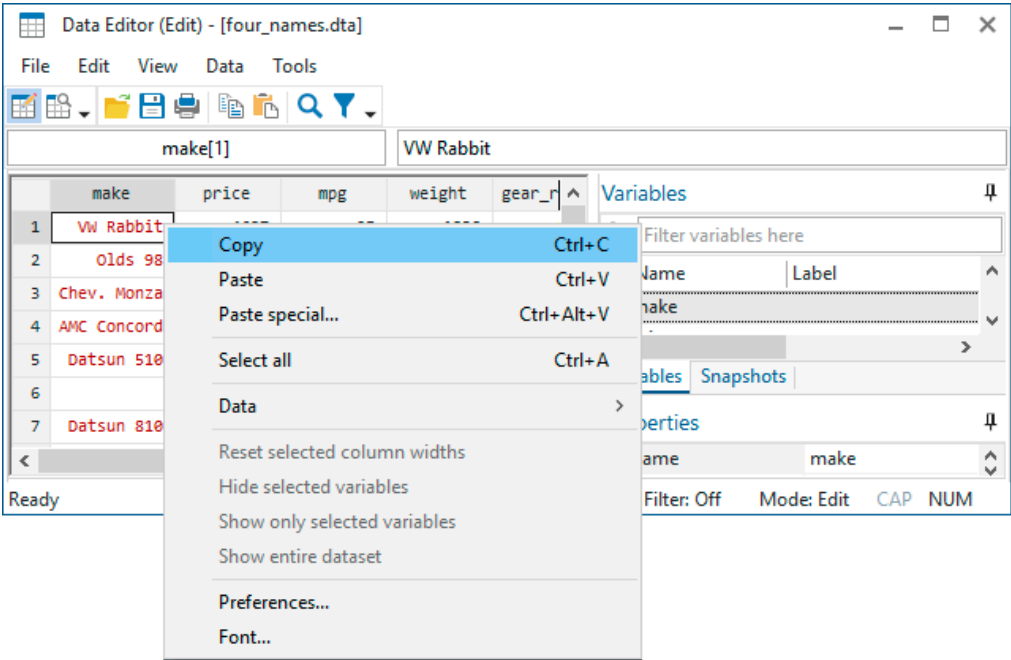 Data Editor (Edit) - [four_names.dta]
File Edit View Data Tools
make[1] VW Rabbit
make price mpg weight gear_r Variables
1 VW Rabbit
Filter variables here
2 Olds 98
Name Label
3 Chev. Monza
make
4 AMC Concord
5 Datsun 510
Snapshots
6
7 Datsun 810
make
Ready Filter: Off Mode: Edit CAP NUM
Copy Ctrl+C
Paste Ctrl+V
Paste special... Ctrl+Alt+V
Select all Ctrl+A
Data
Reset selected column widths
Hide selected variables
Show only selected variables
Show entire dataset
Preferences...
Font...